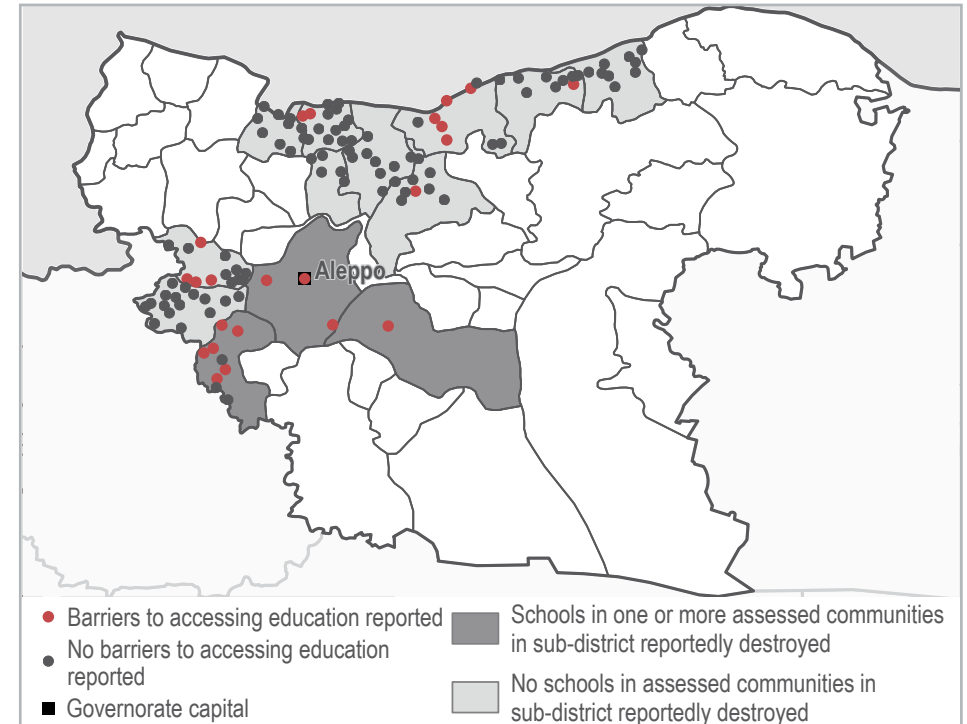 Aleppo
Barriers to accessing education reported
No barriers to accessing education
reported
Governorate capital
Schools in one or more assessed communities
in sub-district reportedly destroyed
No schools in assessed communities in
sub-district reportedly destroyed